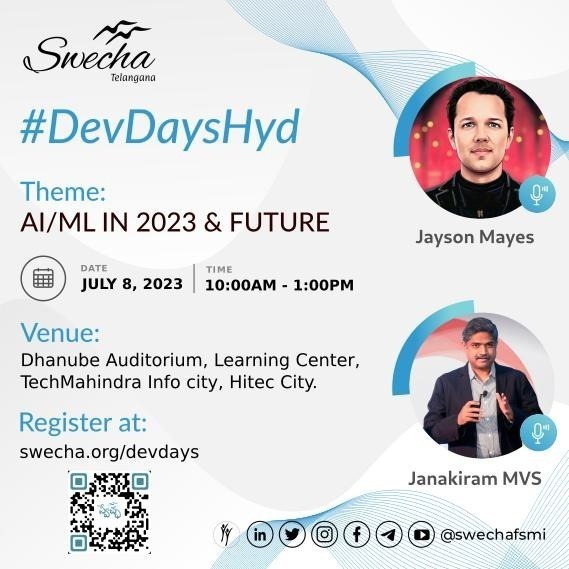 Swecha
Telangana
#DevDaysHyd
Theme:
AI/ML IN 2023 & FUTURE
DATE
JULY 8, 2023
TIME
10:00AM - 1:00PM
Venue:
Dhanube Auditorium, Learning Center,
TechMahindra Info city, Hitec City.
Register at:
swecha.org/devdays
Jayson Mayes
Janakiram MVS
@swechafsmi